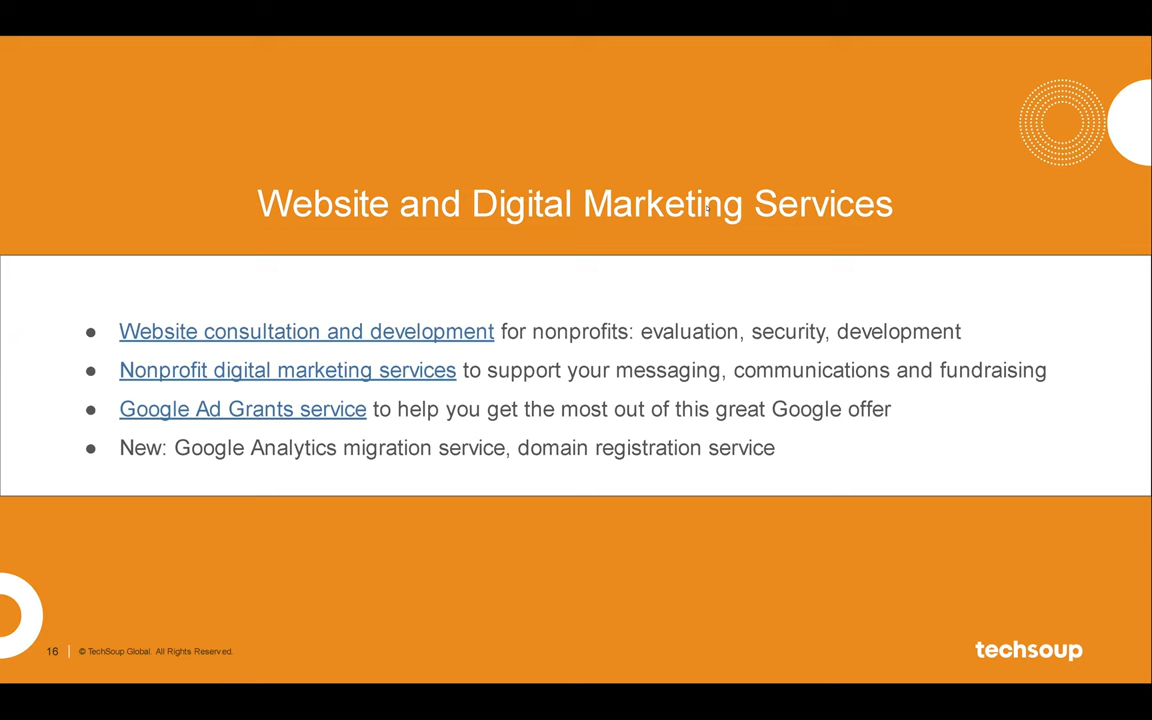 Website and Digital Marketing Services
● Website consultation and development for nonprofits: evaluation, security, development
● Nonprofit digital marketing services to support your messaging, communications and fundraising
● Google Ad Grants service to help you get the most out of this great Google offer
● New: Google Analytics migration service, domain registration service
16 | © TechSoup Global. All Rights Reserved.
techsoup